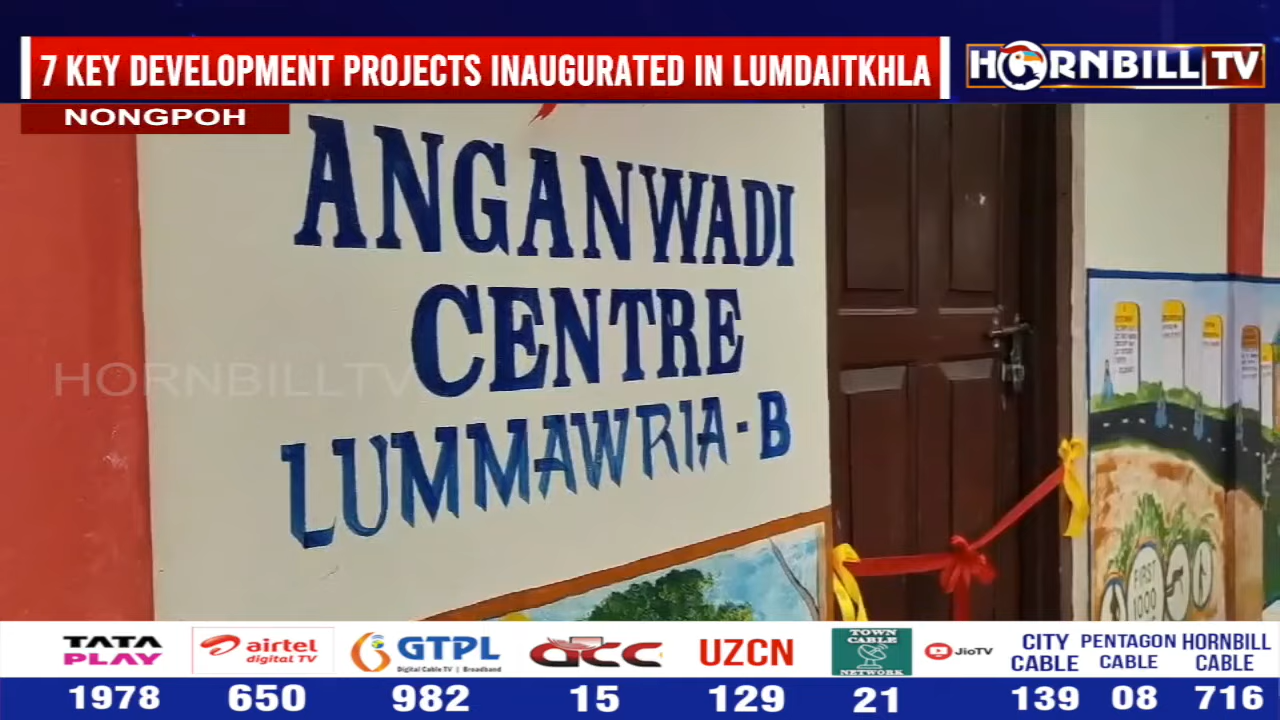 7 KEY DEVELOPMENT PROJECTS INAUGURATED IN LUMDAITKHLA
HORNBILL TV
NONGPOH
ANGANWADI
CENTRE
LUMMAWRIA - B
HORNBILLTV
FIRST
1000
TATA PLAY
airtel digital TV
GTPL Digital Cable TV | Broadband
acc
UZCN
TOWN CABLE NETWORK
JioTV
CITY CABLE
PENTAGON CABLE
HORNBILL CABLE
1978 650 982 15 129 21 139 08 716